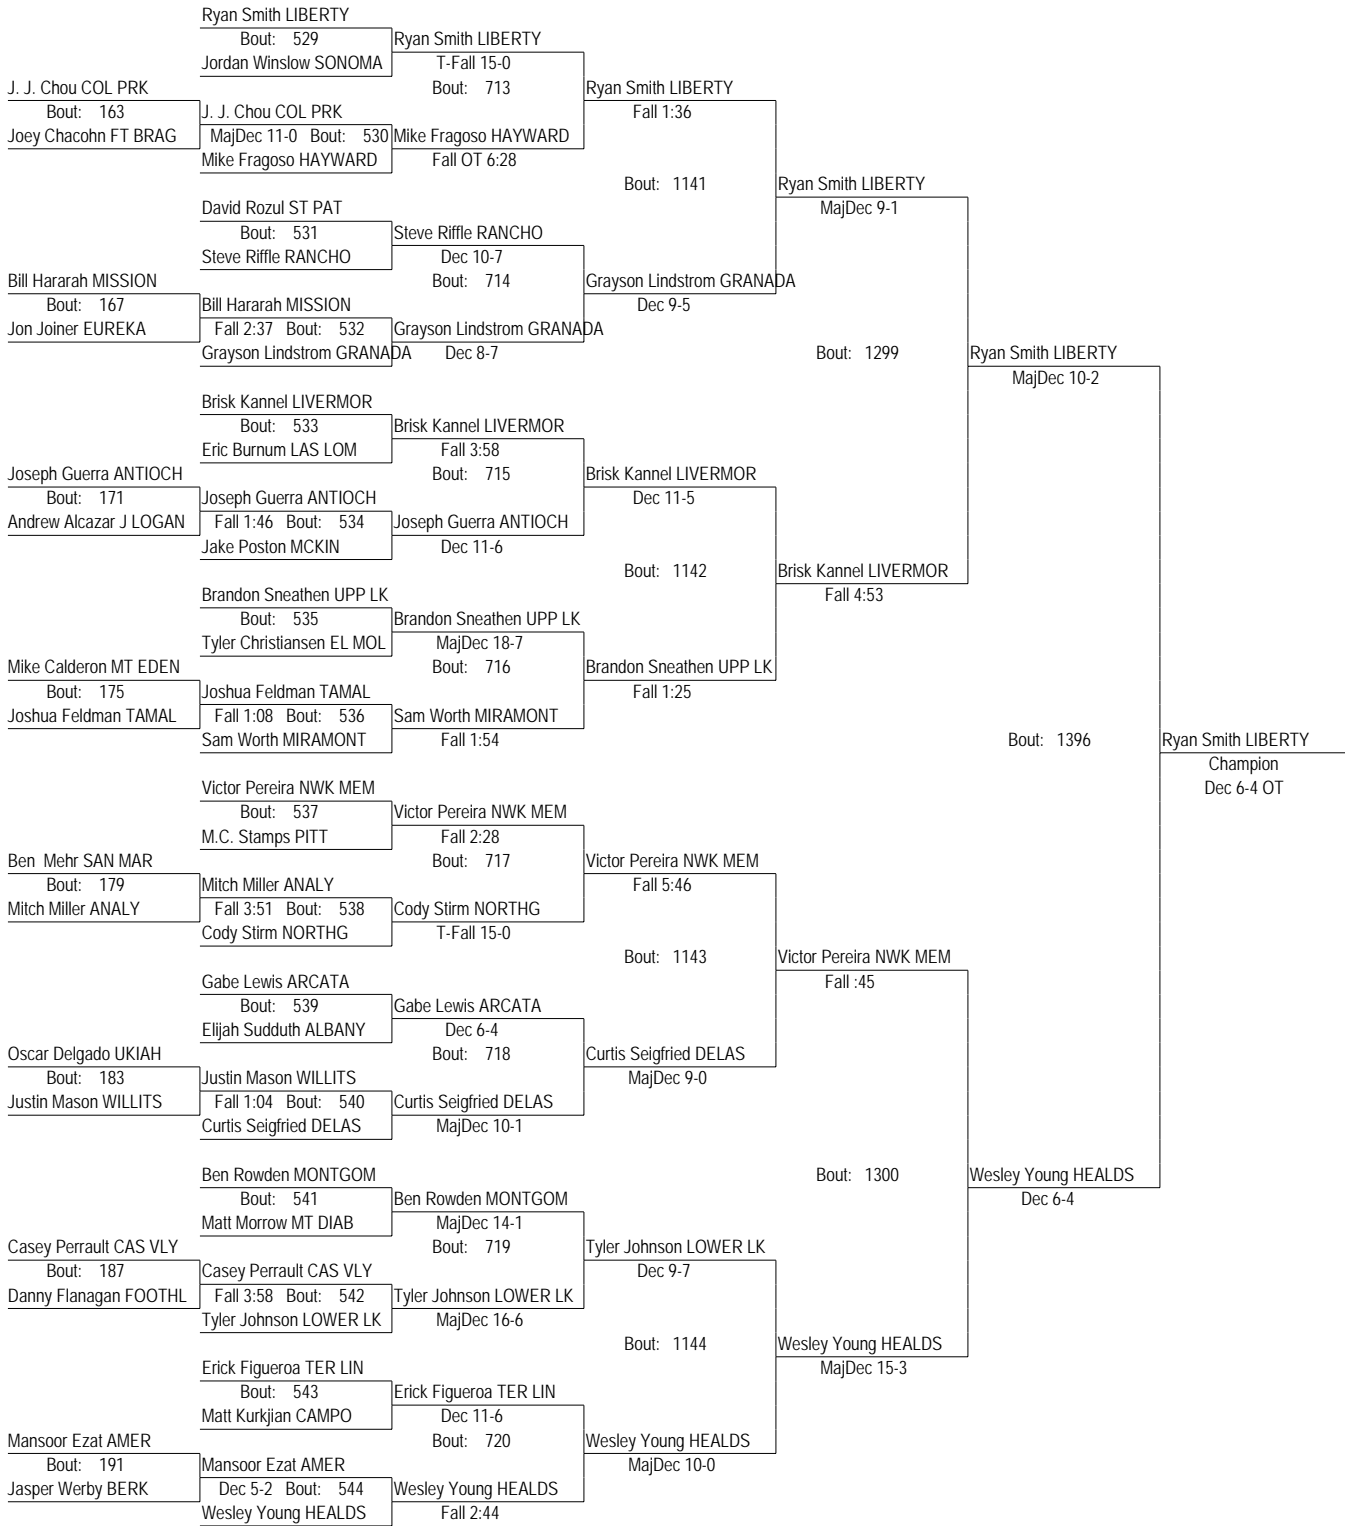 Ryan Smith LIBERTY
Bout: 529 Ryan Smith LIBERTY
Jordan Winslow SONOMA T-Fall 15-0
J. J. Chou COL PRK Bout: 713 Ryan Smith LIBERTY
Bout: 163 J. J. Chou COL PRK Fall 1:36
Joey Chacohn FT BRAG MajDec 11-0 Bout: 530 Mike Fragoso HAYWARD
Mike Fragoso HAYWARD Fall OT 6:28
Bout: 1141 Ryan Smith LIBERTY
David Rozul ST PAT MajDec 9-1
Bout: 531 Steve Riffle RANCHO
Steve Riffle RANCHO Dec 10-7
Bill Hararah MISSION Bout: 714 Grayson Lindstrom GRANADA
Bout: 167 Bill Hararah MISSION Dec 9-5
Jon Joiner EUREKA Fall 2:37 Bout: 532 Grayson Lindstrom GRANADA
Grayson Lindstrom GRANADA Dec 8-7 Bout: 1299 Ryan Smith LIBERTY
MajDec 10-2
Brisk Kannel LIVERMOR
Bout: 533 Brisk Kannel LIVERMOR
Eric Burnum LAS LOM Fall 3:58
Joseph Guerra ANTIOCH Bout: 715 Brisk Kannel LIVERMOR
Bout: 171 Joseph Guerra ANTIOCH Dec 11-5
Andrew Alcazar J LOGAN Fall 1:46 Bout: 534 Joseph Guerra ANTIOCH
Jake Poston MCKIN Dec 11-6
Bout: 1142 Brisk Kannel LIVERMOR
Brandon Sneathen UPP LK Fall 4:53
Bout: 535 Brandon Sneathen UPP LK
Tyler Christiansen EL MOL MajDec 18-7
Mike Calderon MT EDEN Bout: 716 Brandon Sneathen UPP LK
Bout: 175 Joshua Feldman TAMAL Fall 1:25
Joshua Feldman TAMAL Fall 1:08 Bout: 536 Sam Worth MIRAMONT
Sam Worth MIRAMONT Fall 1:54 Bout: 1396 Ryan Smith LIBERTY
Champion
Victor Pereira NWK MEM Dec 6-4 OT
Bout: 537 Victor Pereira NWK MEM
M.C. Stamps PITT Fall 2:28
Ben Mehr SAN MAR Bout: 717 Victor Pereira NWK MEM
Bout: 179 Mitch Miller ANALY Fall 5:46
Mitch Miller ANALY Fall 3:51 Bout: 538 Cody Stirm NORTHG
Cody Stirm NORTHG T-Fall 15-0
Bout: 1143 Victor Pereira NWK MEM
Gabe Lewis ARCATA Fall :45
Bout: 539 Gabe Lewis ARCATA
Elijah Sudduth ALBANY Dec 6-4
Oscar Delgado UKIAH Bout: 718 Curtis Seigfried DELAS
Bout: 183 Justin Mason WILLITS MajDec 9-0
Justin Mason WILLITS Fall 1:04 Bout: 540 Curtis Seigfried DELAS
Curtis Seigfried DELAS MajDec 10-1
Ben Rowden MONTGOM Bout: 1300 Wesley Young HEALDS
Bout: 541 Ben Rowden MONTGOM Dec 6-4
Matt Morrow MT DIAB MajDec 14-1
Casey Perrault CAS VLY Bout: 719 Tyler Johnson LOWER LK
Bout: 187 Casey Perrault CAS VLY Dec 9-7
Danny Flanagan FOOTHL Fall 3:58 Bout: 542 Tyler Johnson LOWER LK
Tyler Johnson LOWER LK MajDec 16-6
Bout: 1144 Wesley Young HEALDS
Erick Figueroa TER LIN MajDec 15-3
Bout: 543 Erick Figueroa TER LIN
Matt Kurkjian CAMPO Dec 11-6
Mansoor Ezat AMER Bout: 720 Wesley Young HEALDS
Bout: 191 Mansoor Ezat AMER MajDec 10-0
Jasper Werby BERK Dec 5-2 Bout: 544 Wesley Young HEALDS
Wesley Young HEALDS Fall 2:44